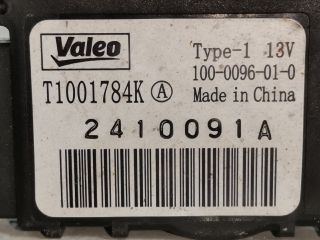 Valeo
Type-1 13V
100-0096-01-0
T1001784K Ⓐ
Made in China
2410091A